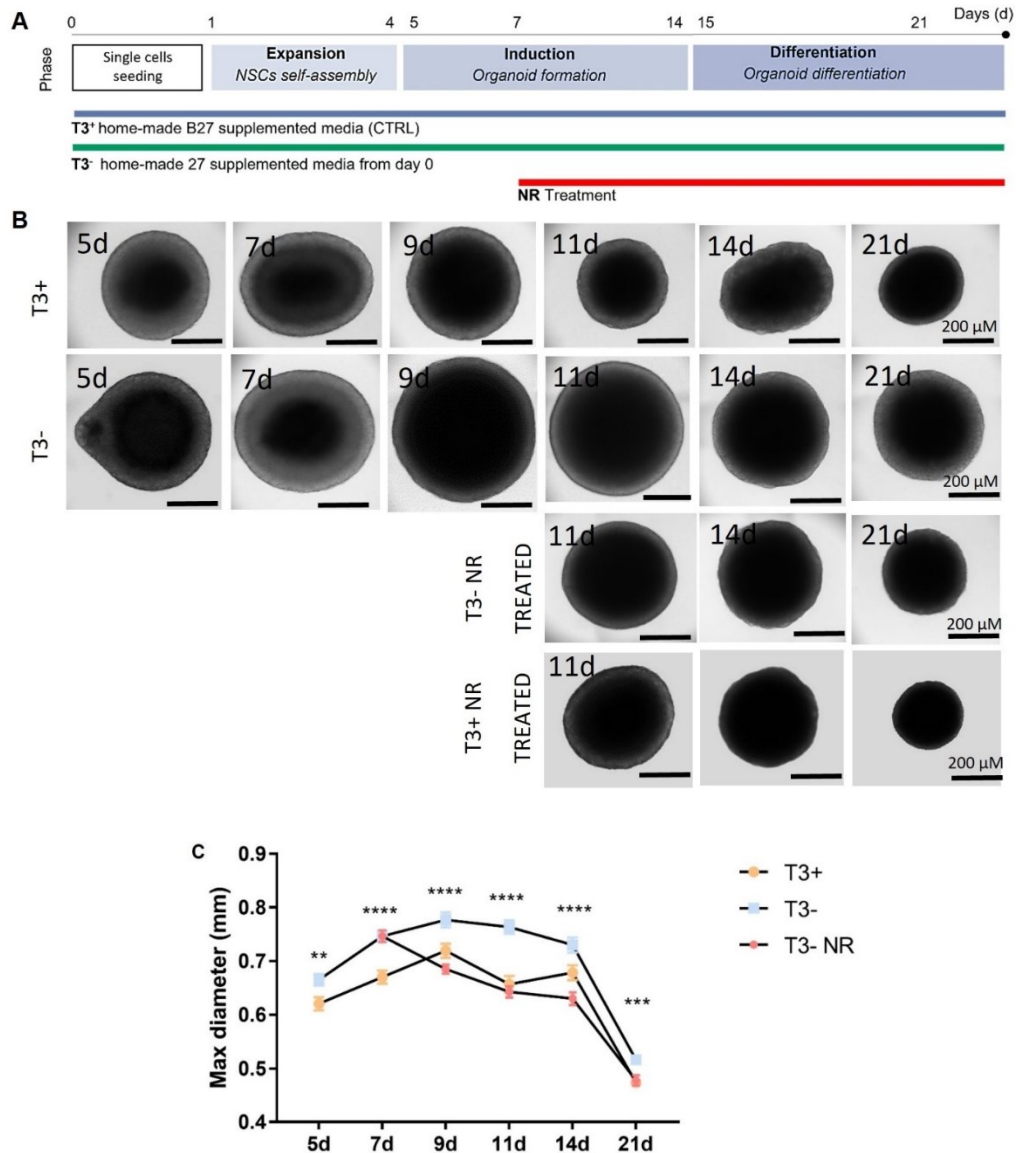 A
0 1 4 5 7 14 15 21 Days (d)
Phase
Single cells
seeding
Expansion
NSCs self-assembly
Induction
Organoid formation
Differentiation
Organoid differentiation
T3+ home-made B27 supplemented media (CTRL)
T3- home-made 27 supplemented media from day 0
NR Treatment
B
T3+
5d 7d 9d 11d 14d 21d
200 µM
T3-
5d 7d 9d 11d 14d 21d
200 µM
T3- NR
TREATED
11d 14d 21d
200 µM
T3+ NR
TREATED
11d
200 µM
C
Max diameter (mm)
0.9
0.8
0.7
0.6
0.5
0.4
** **** **** **** **** ***
5d 7d 9d 11d 14d 21d
T3+
T3-
T3- NR